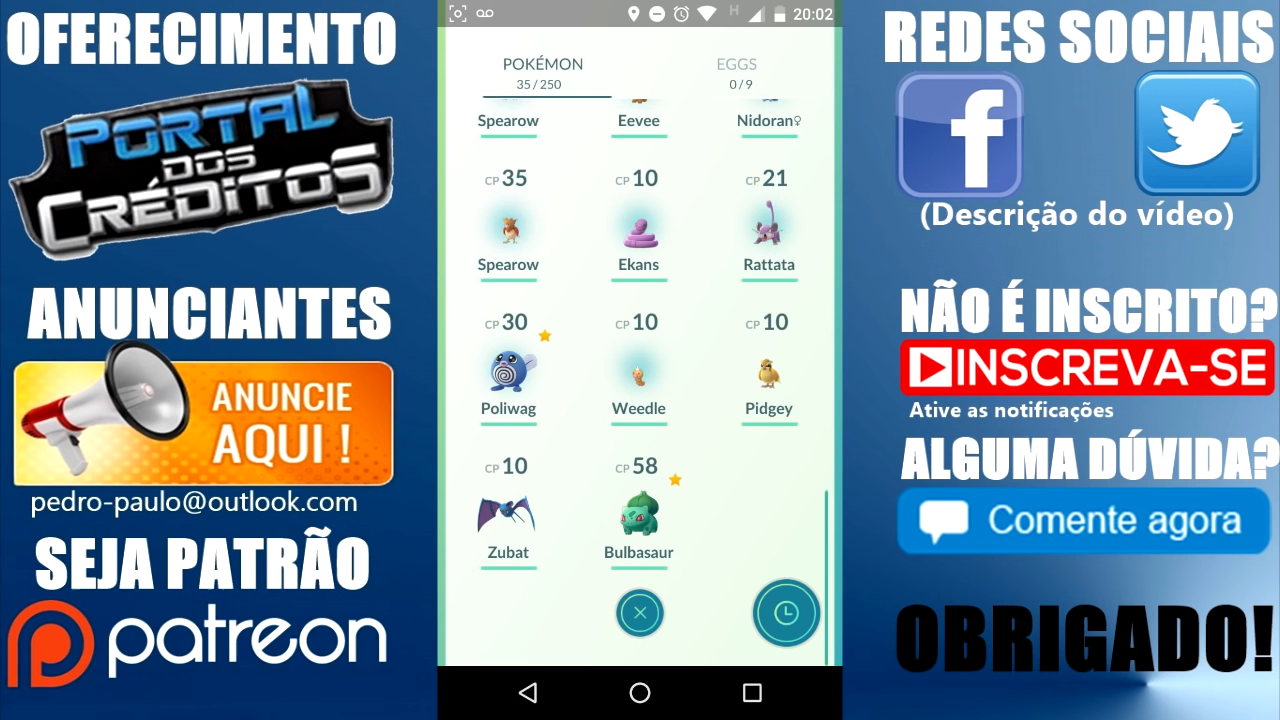 OFERECIMENTO
PORTAL
DOS
CRÉDITOS
ANUNCIANTES
ANUNCIE
AQUI !
pedro-paulo@outlook.com
SEJA PATRÃO
patreon
H
20:02
POKÉMON
EGGS
35 / 250
0 / 9
Spearow
Eevee
Nidoran♀
CP 35
CP 10
CP 21
Spearow
Ekans
Rattata
CP 30
CP 10
CP 10
Poliwag
Weedle
Pidgey
CP 10
CP 58
Zubat
Bulbasaur
REDES SOCIAIS
f
(Descrição do vídeo)
NÃO É INSCRITO?
INSCREVA-SE
Ative as notificações
ALGUMA DÚVIDA?
Comente agora
OBRIGADO!